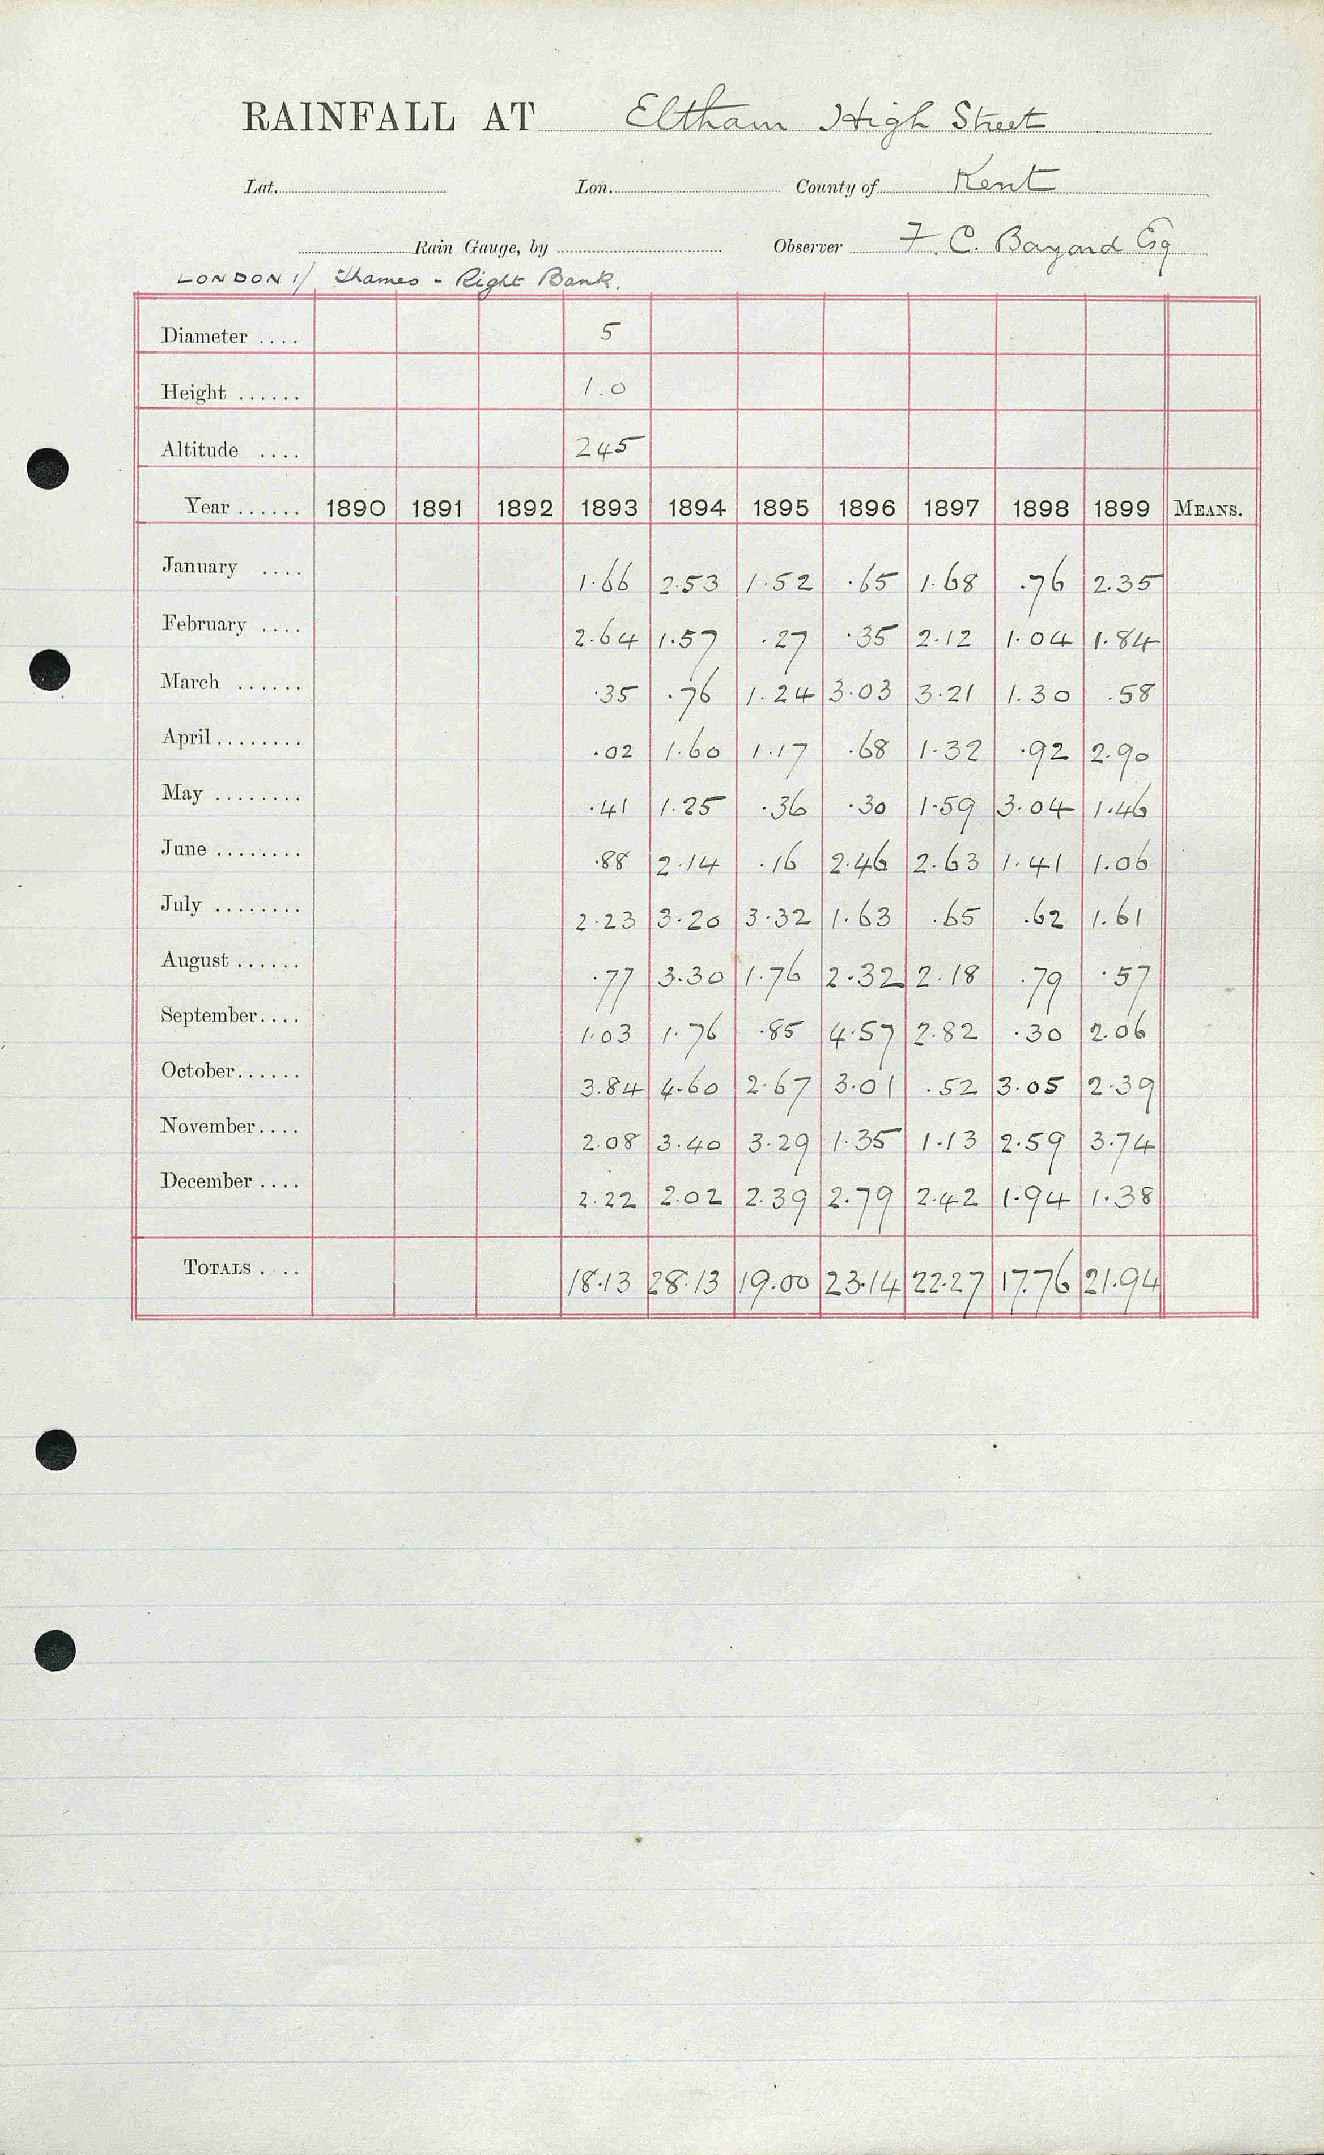 RAINFALL AT Eltham High Street
Lat. Lon. County of Kent
Rain Gauge, by Observer F. C. Bayard Esq
LONDON 1/ Thames - Right Bank.
Diameter .... 5
Height ...... 1.0
Altitude .... 245
Year ...... 1890 1891 1892 1893 1894 1895 1896 1897 1898 1899 MEANS.
January .... 1.66 2.53 1.52 .65 1.68 .76 2.35
February .... 2.64 1.57 .27 .35 2.12 1.04 1.84
March ...... .35 .76 1.24 3.03 3.21 1.30 .58
April ........ .02 1.60 1.17 .68 1.32 .92 2.90
May ........ .41 1.25 .36 .30 1.59 3.04 1.46
June ........ .88 2.14 .16 2.46 2.63 1.41 1.06
July ........ 2.23 3.20 3.32 1.63 .65 .62 1.61
August ...... .77 3.30 1.76 2.32 2.18 .79 .57
September .... 1.03 1.76 .85 4.57 2.82 .30 2.06
October ...... 3.84 4.60 2.67 3.01 .52 3.05 2.39
November .... 2.08 3.40 3.29 1.35 1.13 2.59 3.74
December .... 2.22 2.02 2.39 2.79 2.42 1.94 1.38
TOTALS .... 18.13 28.13 19.00 23.14 22.27 17.76 21.94